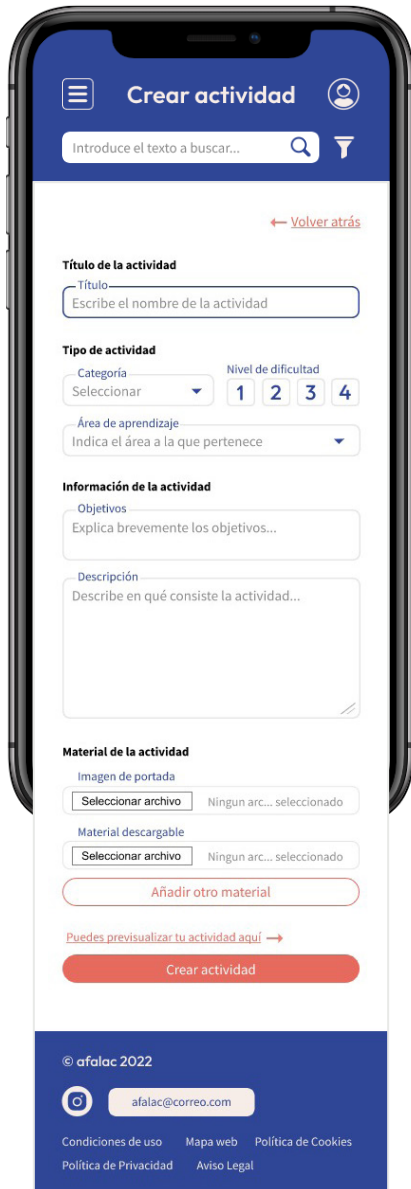 Crear actividad
Introduce el texto a buscar...
Volver atrás
Título de la actividad
Título
Escribe el nombre de la actividad
Tipo de actividad
Categoría
Nivel de dificultad
Seleccionar
1 2 3 4
Área de aprendizaje
Indica el área a la que pertenece
Información de la actividad
Objetivos
Explica brevemente los objetivos...
Descripción
Describe en qué consiste la actividad...
Material de la actividad
Imagen de portada
Seleccionar archivo Ningun arc... seleccionado
Material descargable
Seleccionar archivo Ningun arc... seleccionado
Añadir otro material
Puedes previsualizar tu actividad aquí
Crear actividad
© afalac 2022
afalac@correo.com
Condiciones de uso Mapa web Política de Cookies
Política de Privacidad Aviso Legal